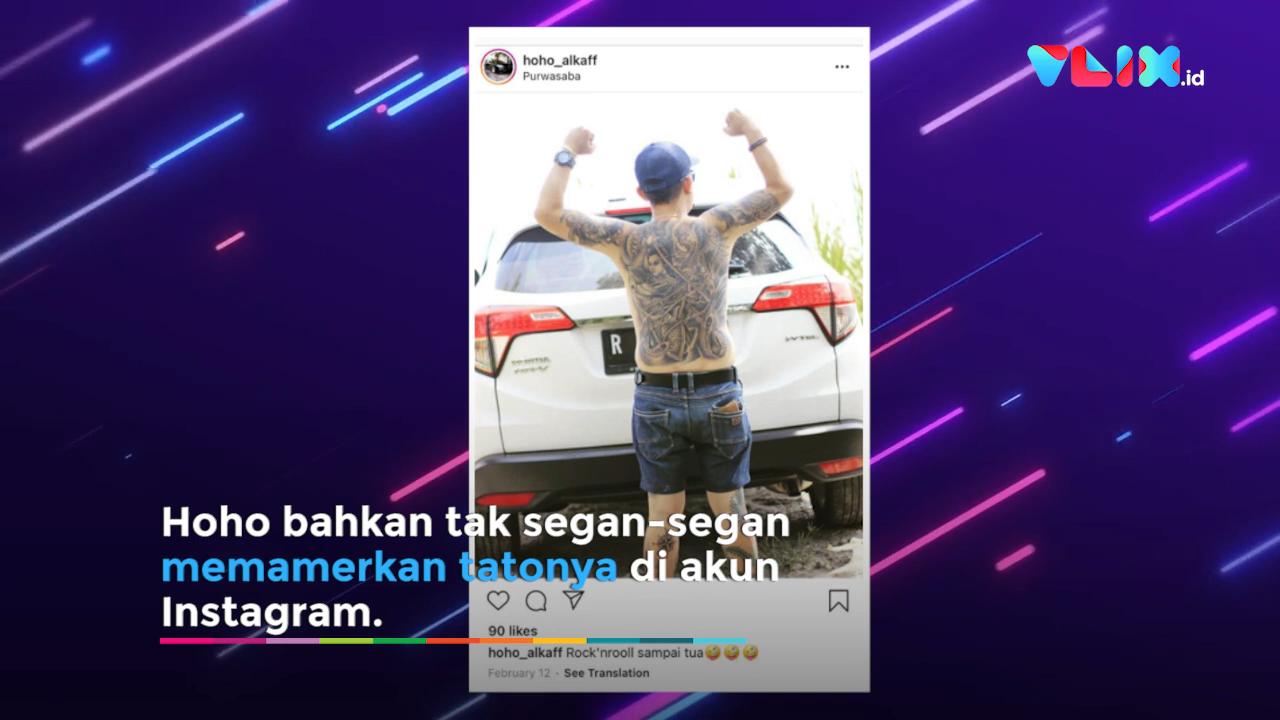 hoho_alkaff
Purwasaba
VLIX.id
R
Hoho bahkan tak segan-segan
memamerkan tatonya di akun
Instagram.
90 likes
hoho_alkaff Rock'nrooll sampai tua🤪🤪🤪
February 12 · See Translation